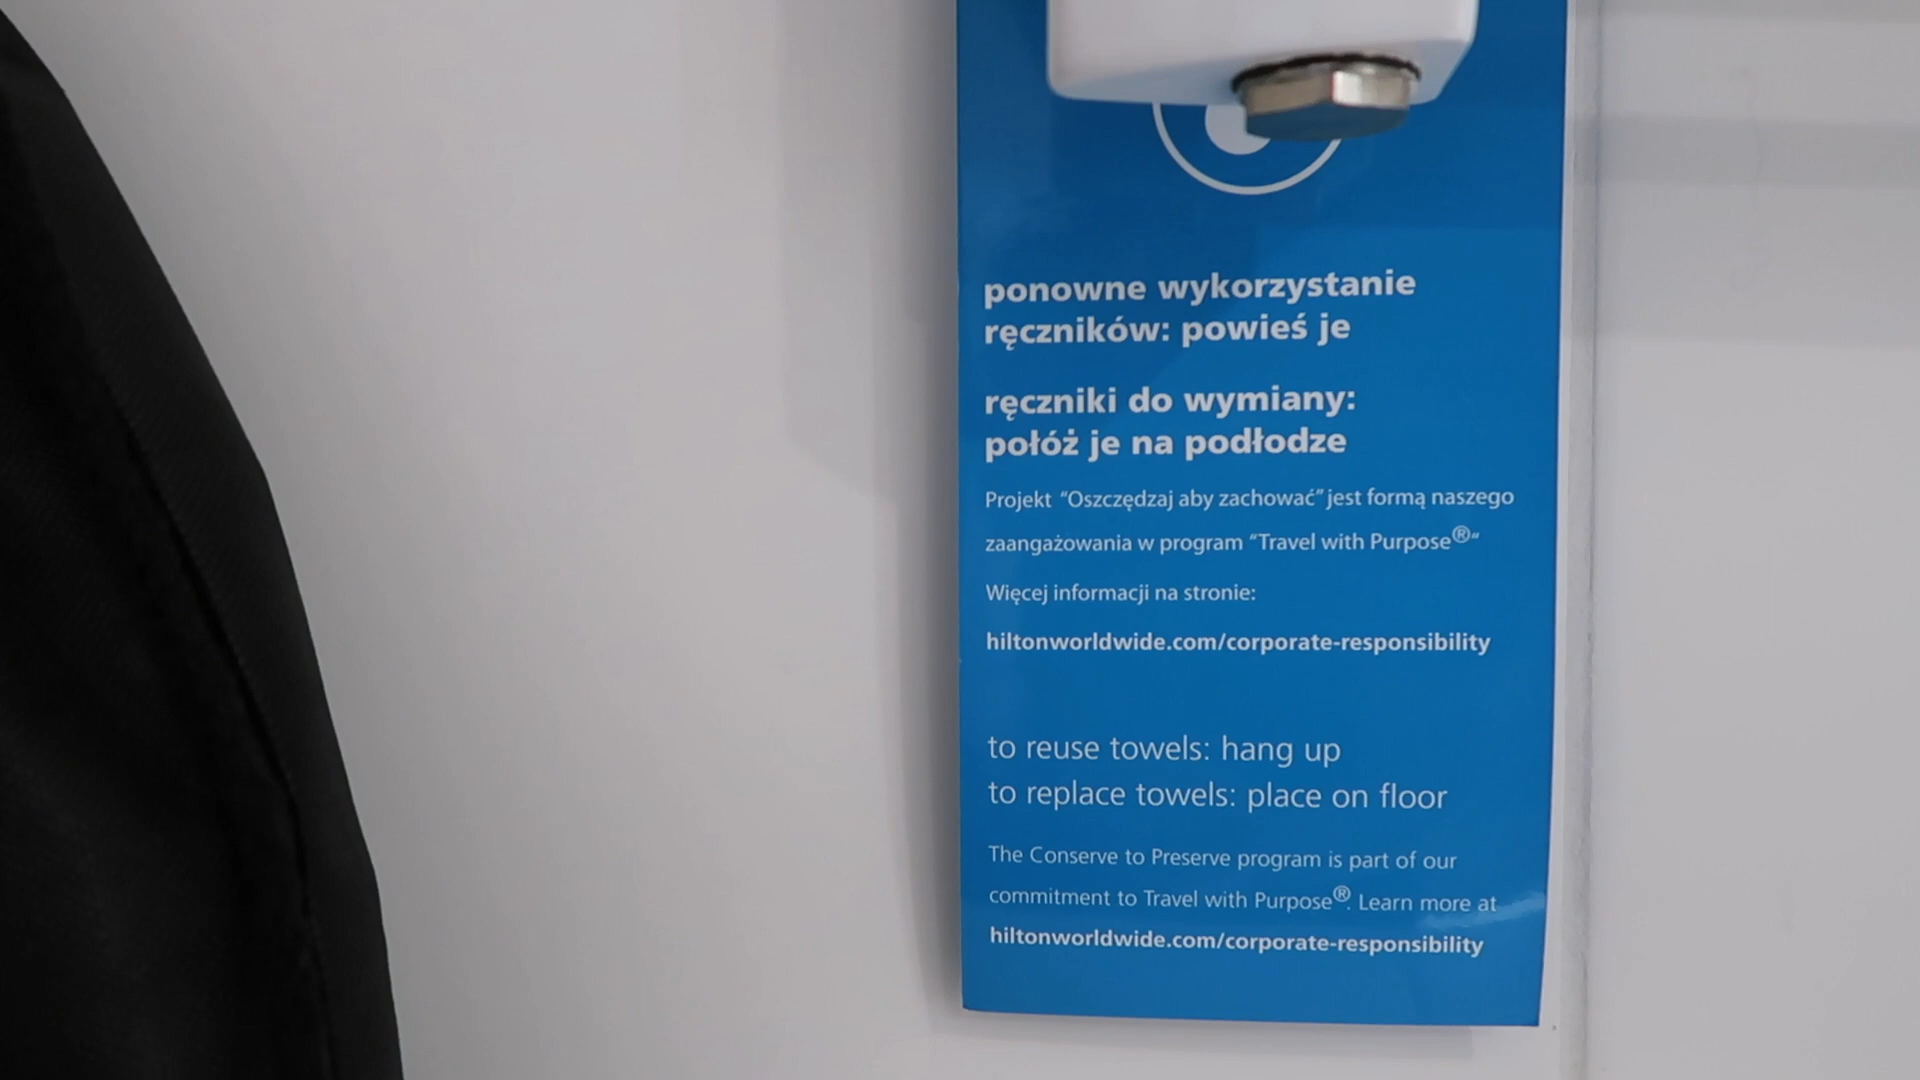 ponowne wykorzystanie
ręczników: powieś je
ręczniki do wymiany:
połóż je na podłodze
Projekt “Oszczędzaj aby zachować” jest formą naszego
zaangażowania w program “Travel with Purpose®“
Więcej informacji na stronie:
hiltonworldwide.com/corporate-responsibility
to reuse towels: hang up
to replace towels: place on floor
The Conserve to Preserve program is part of our
commitment to Travel with Purpose®. Learn more at
hiltonworldwide.com/corporate-responsibility